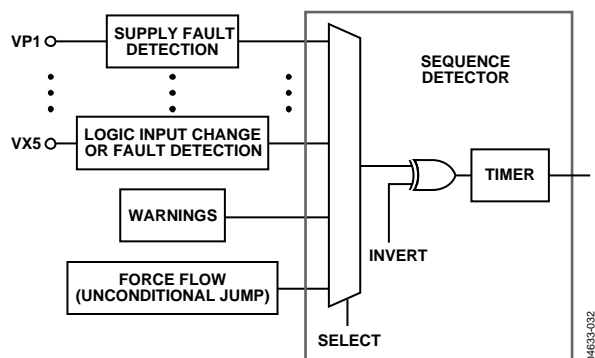 VP1
SUPPLY FAULT
DETECTION
SEQUENCE
DETECTOR
VX5
LOGIC INPUT CHANGE
OR FAULT DETECTION
TIMER
WARNINGS
INVERT
FORCE FLOW
(UNCONDITIONAL JUMP)
SELECT
04633-032